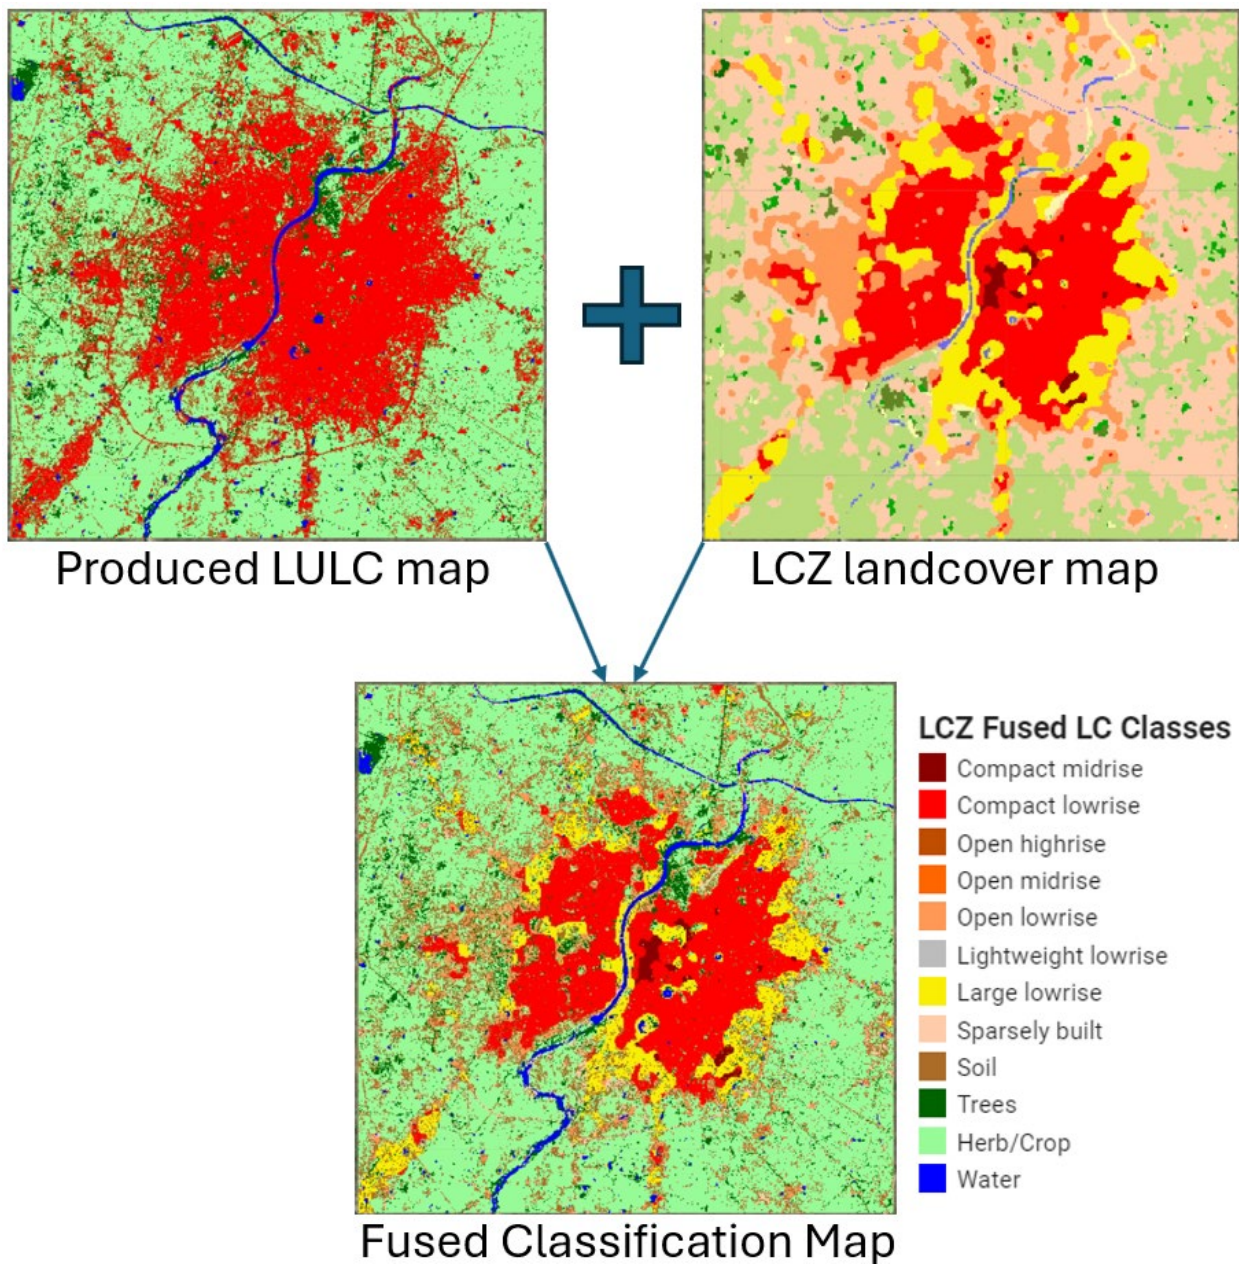 Produced LULC map
LCZ landcover map
LCZ Fused LC Classes
Compact midrise
Compact lowrise
Open highrise
Open midrise
Open lowrise
Lightweight lowrise
Large lowrise
Sparsely built
Soil
Trees
Herb/Crop
Water
Fused Classification Map